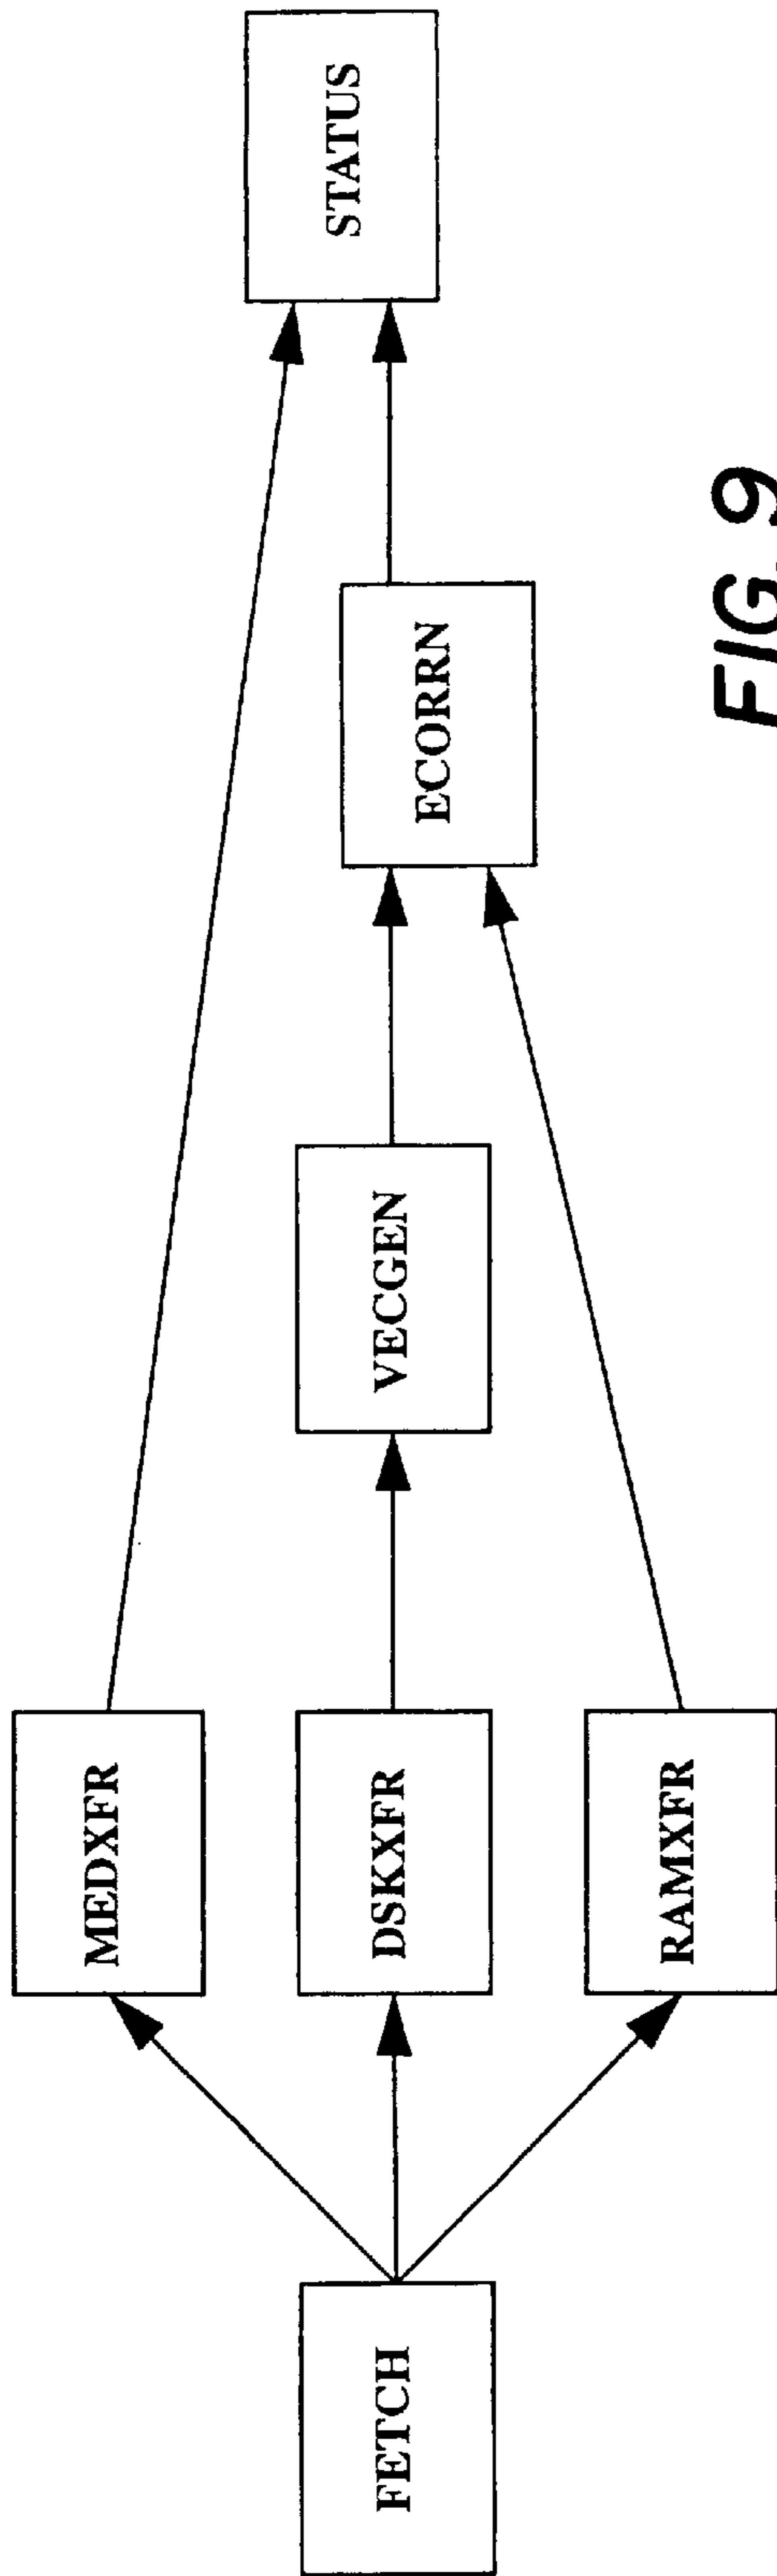 FETCH
MEDXFR
DSKXFR
RAMXFR
VECGEN
ECORRN
STATUS
FIG. 9